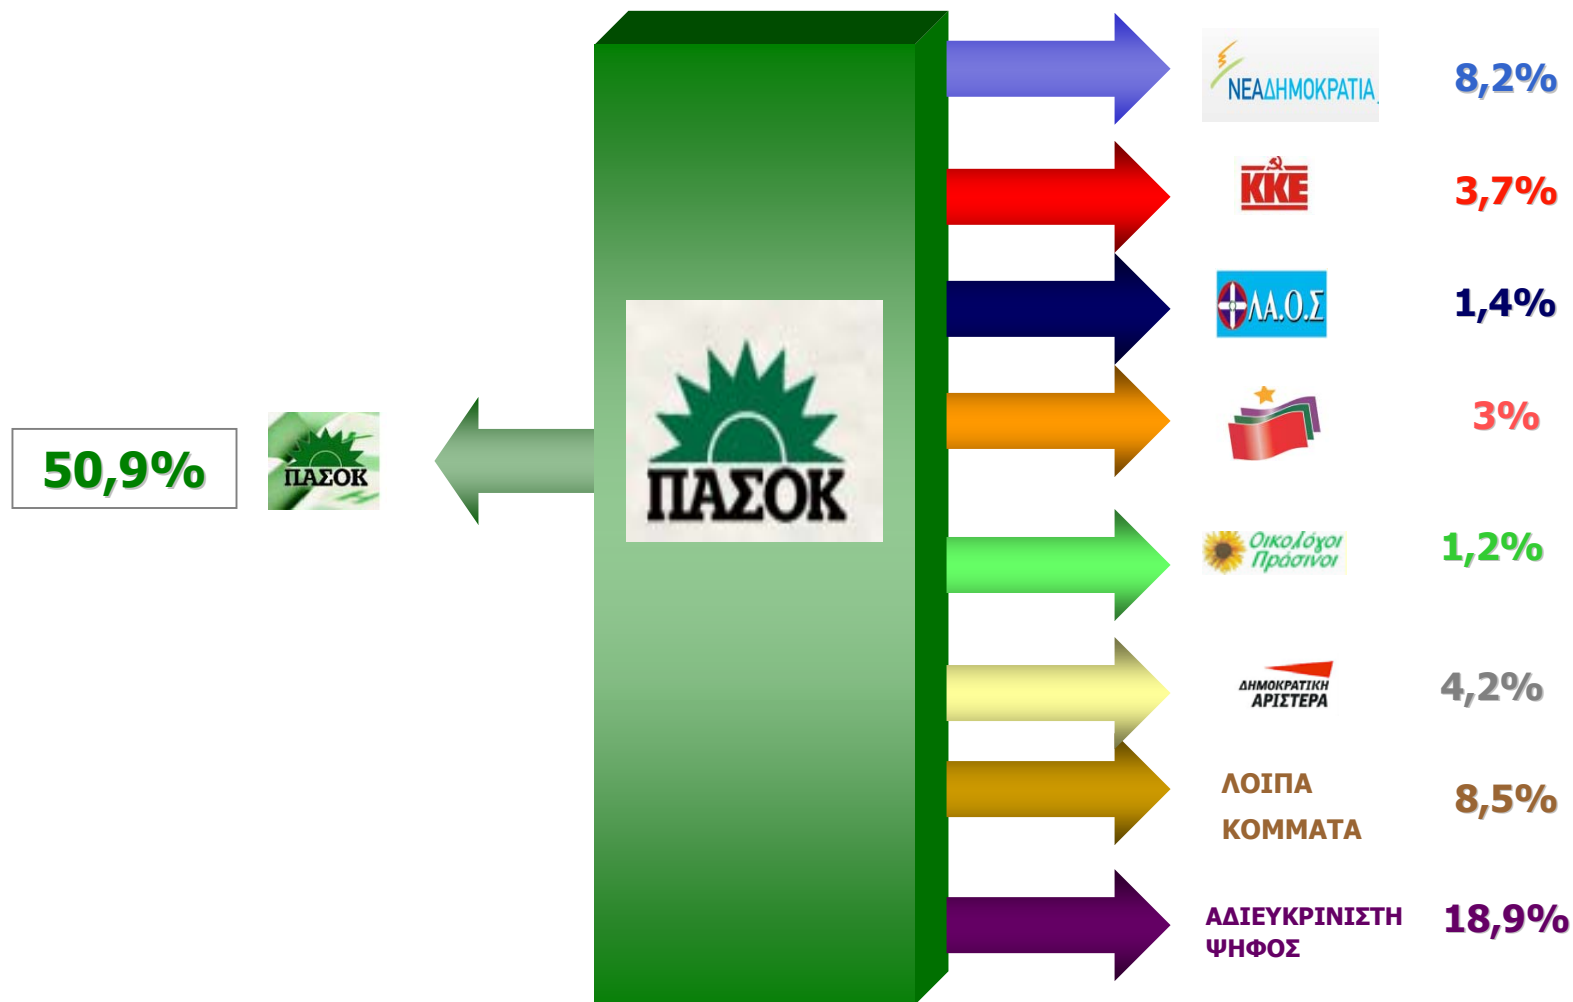 50,9%
ΠΑΣΟΚ
ΠΑΣΟΚ
ΝΕΑΔΗΜΟΚΡΑΤΙΑ
8,2%
ΚΚΕ
3,7%
ΛΑ.Ο.Σ
1,4%
3%
Οικολόγοι
Πράσινοι
1,2%
ΔΗΜΟΚΡΑΤΙΚΗ
ΑΡΙΣΤΕΡΑ
4,2%
ΛΟΙΠΑ
ΚΟΜΜΑΤΑ
8,5%
ΑΔΙΕΥΚΡΙΝΙΣΤΗ
ΨΗΦΟΣ
18,9%